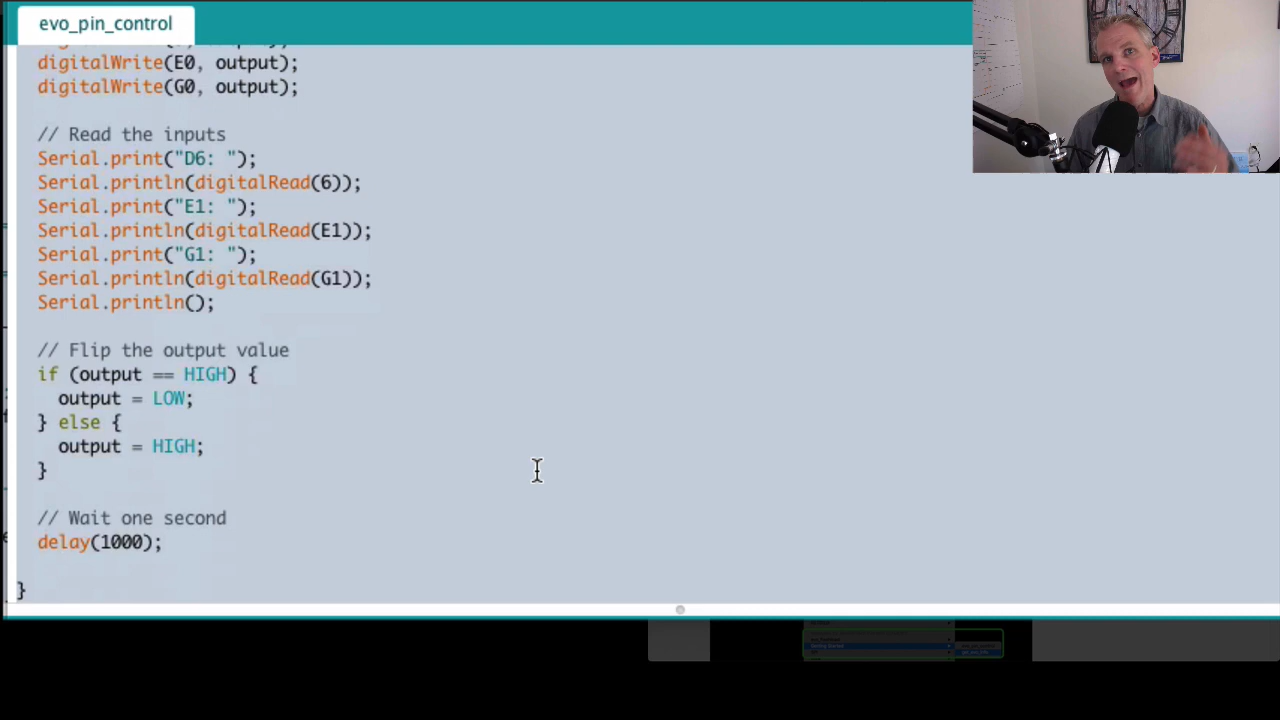 evo_pin_control
digitalWrite(E0, output);
digitalWrite(G0, output);
// Read the inputs
Serial.print("D6: ");
Serial.println(digitalRead(6));
Serial.print("E1: ");
Serial.println(digitalRead(E1));
Serial.print("G1: ");
Serial.println(digitalRead(G1));
Serial.println();
// Flip the output value
if (output == HIGH) {
output = LOW;
} else {
output = HIGH;
}
// Wait one second
delay(1000);
}